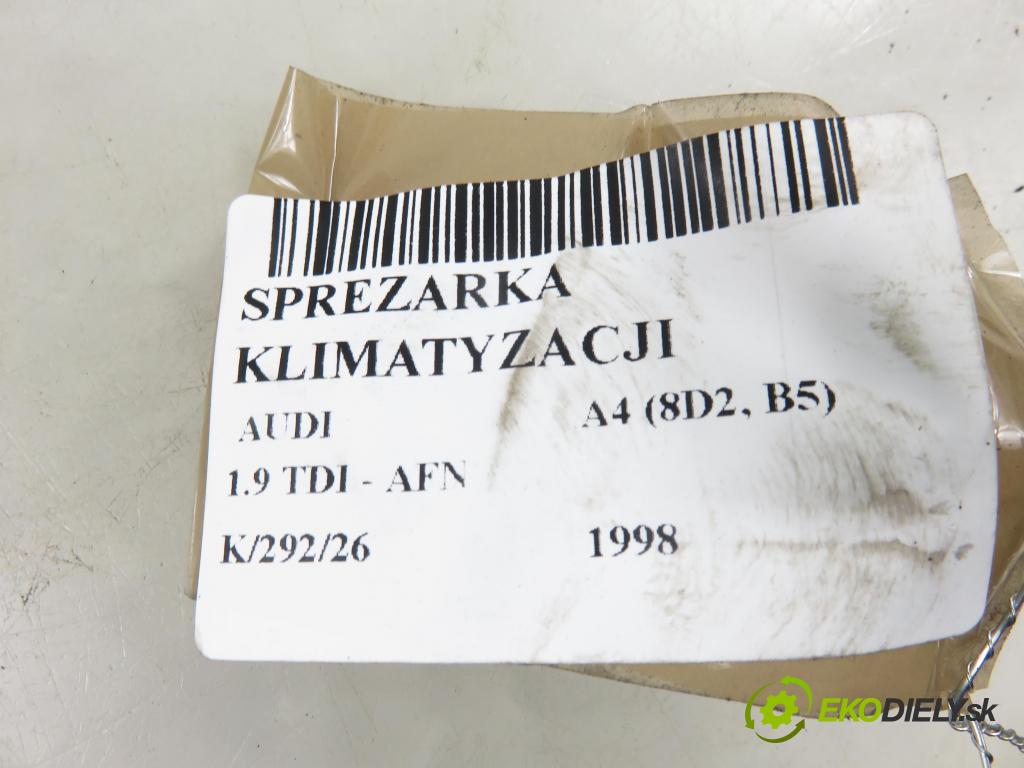 SPREZARKA
KLIMATYZACJI
AUDI A4 (8D2, B5)
1.9 TDI - AFN
K/292/26 1998
EKODIELY.sk